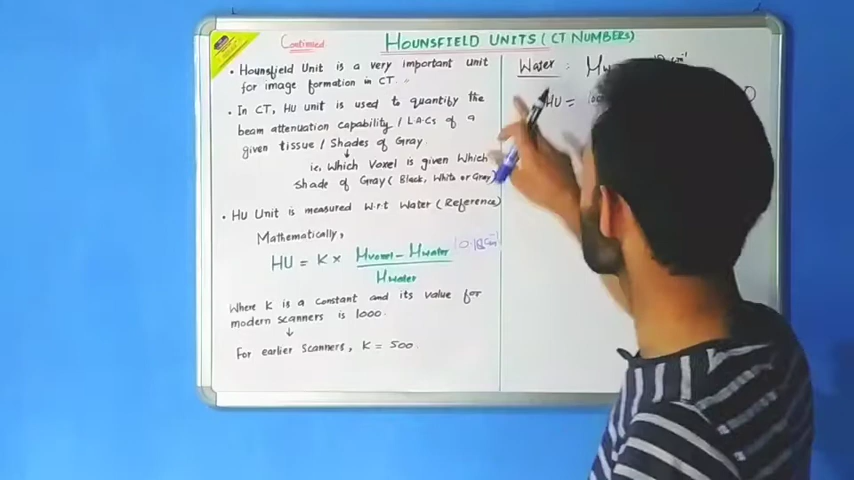 Continued
HOUNSFIELD UNITS (CT NUMBERS)
• Hounsfield Unit is a very important unit
for image formation in CT.
• In CT, HU unit is used to quantify the
beam attenuation capability / L.A.Cs of a
given tissue / Shades of Gray.
↓
i.e, Which Voxel is given Which
shade of Gray ( Black, White or Gray)
• HU Unit is measured w.r.t Water ( Reference)
Mathematically,
HU = K × μvoxel - μwater / μwater
Where K is a constant and its value for
modern scanners is 1000.
↓
For earlier Scanners, K = 500.
Water :
HU =